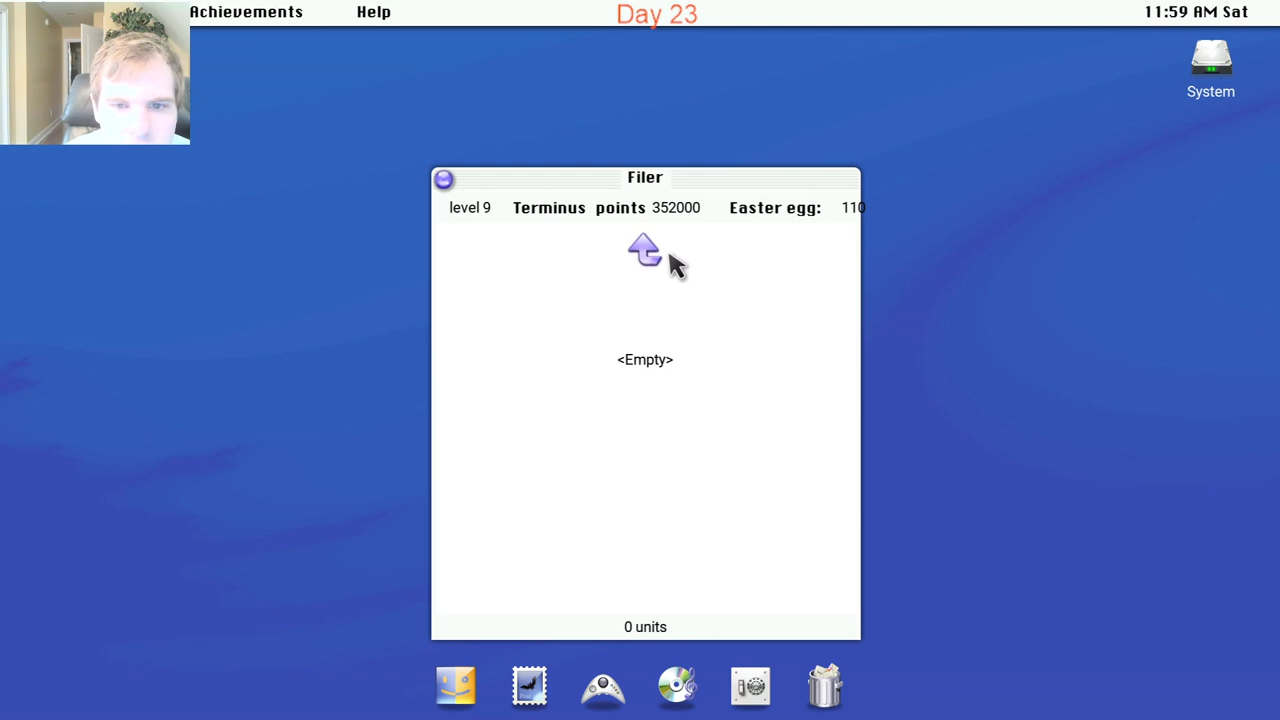 Achievements Help Day 23 11:59 AM Sat
System
Filer
level 9 Terminus points 352000 Easter egg: 110
<Empty>
0 units